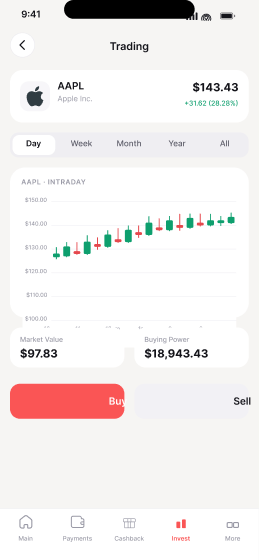 9:41
Trading
AAPL
Apple Inc.
$143.43
+31.62 (28.28%)
Day Week Month Year All
AAPL · INTRADAY
$150.00
$140.00
$130.00
$120.00
$110.00
$100.00
Market Value
$97.83
Buying Power
$18,943.43
Buy
Sell
Main Payments Cashback Invest More